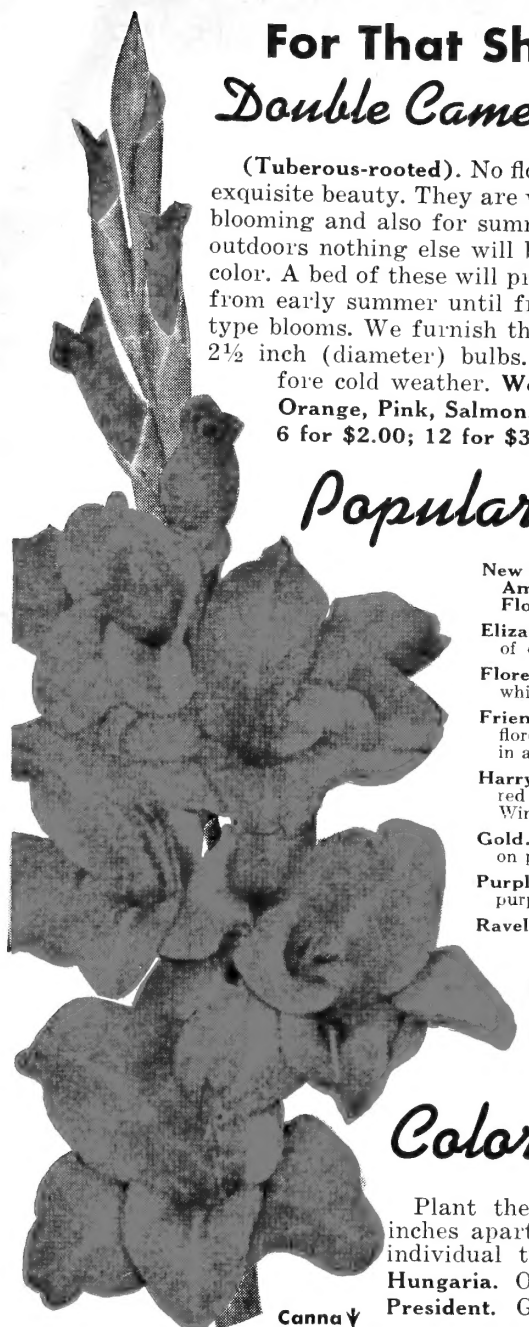 For That Sh
Double Came
(Tuberous-rooted). No flo
exquisite beauty. They are
blooming and also for summ
outdoors nothing else will
color. A bed of these will pr
from early summer until fr
type blooms. We furnish th
2½ inch (diameter) bulbs.
fore cold weather. We
Orange, Pink, Salmon
6 for $2.00; 12 for $3
Popular
New
Am
Flo
Eliza
of
Flore
whi
Frien
flor
in a
Harry
red
Win
Gold.
on p
Purpl
purp
Ravel
Color
Plant the
inches apart
individual t
Hungaria. O
President. G
Canna